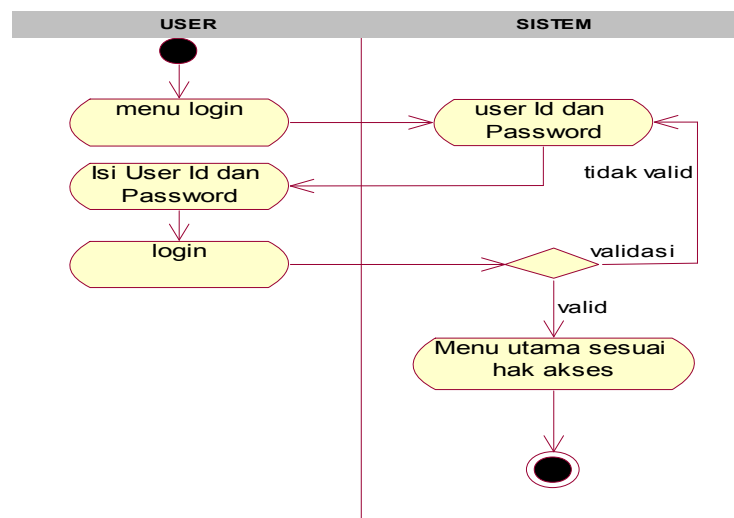 USER
SISTEM
menu login
user Id dan
Password
Isi User Id dan
Password
tidak valid
login
validasi
valid
Menu utama sesuai
hak akses